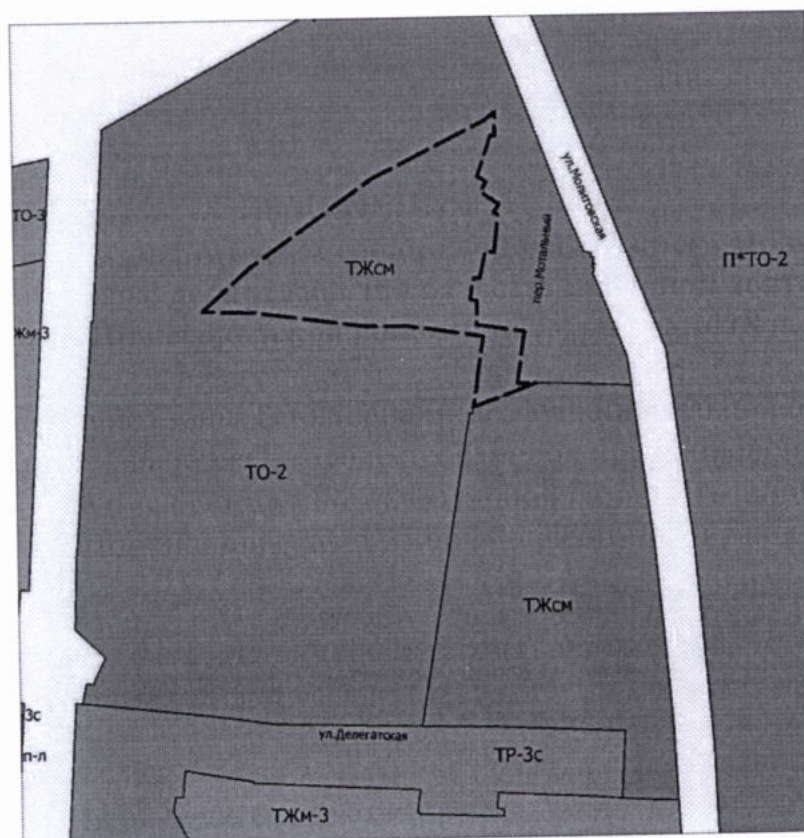 ул.Молитовская
ТО-3
пер.Мотальный
П*ТО-2
ТЖсм
Жм-3
ТО-2
ТЖсм
3с
ул.Делегатская
п-л
ТР-3с
ТЖм-3